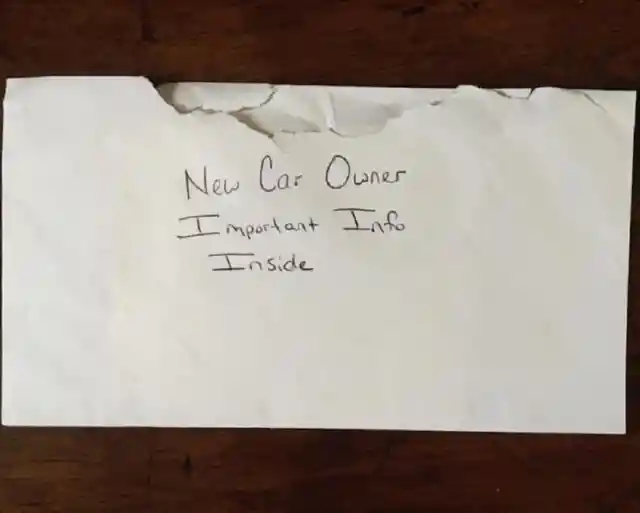 New Car Owner
Important Info
Inside